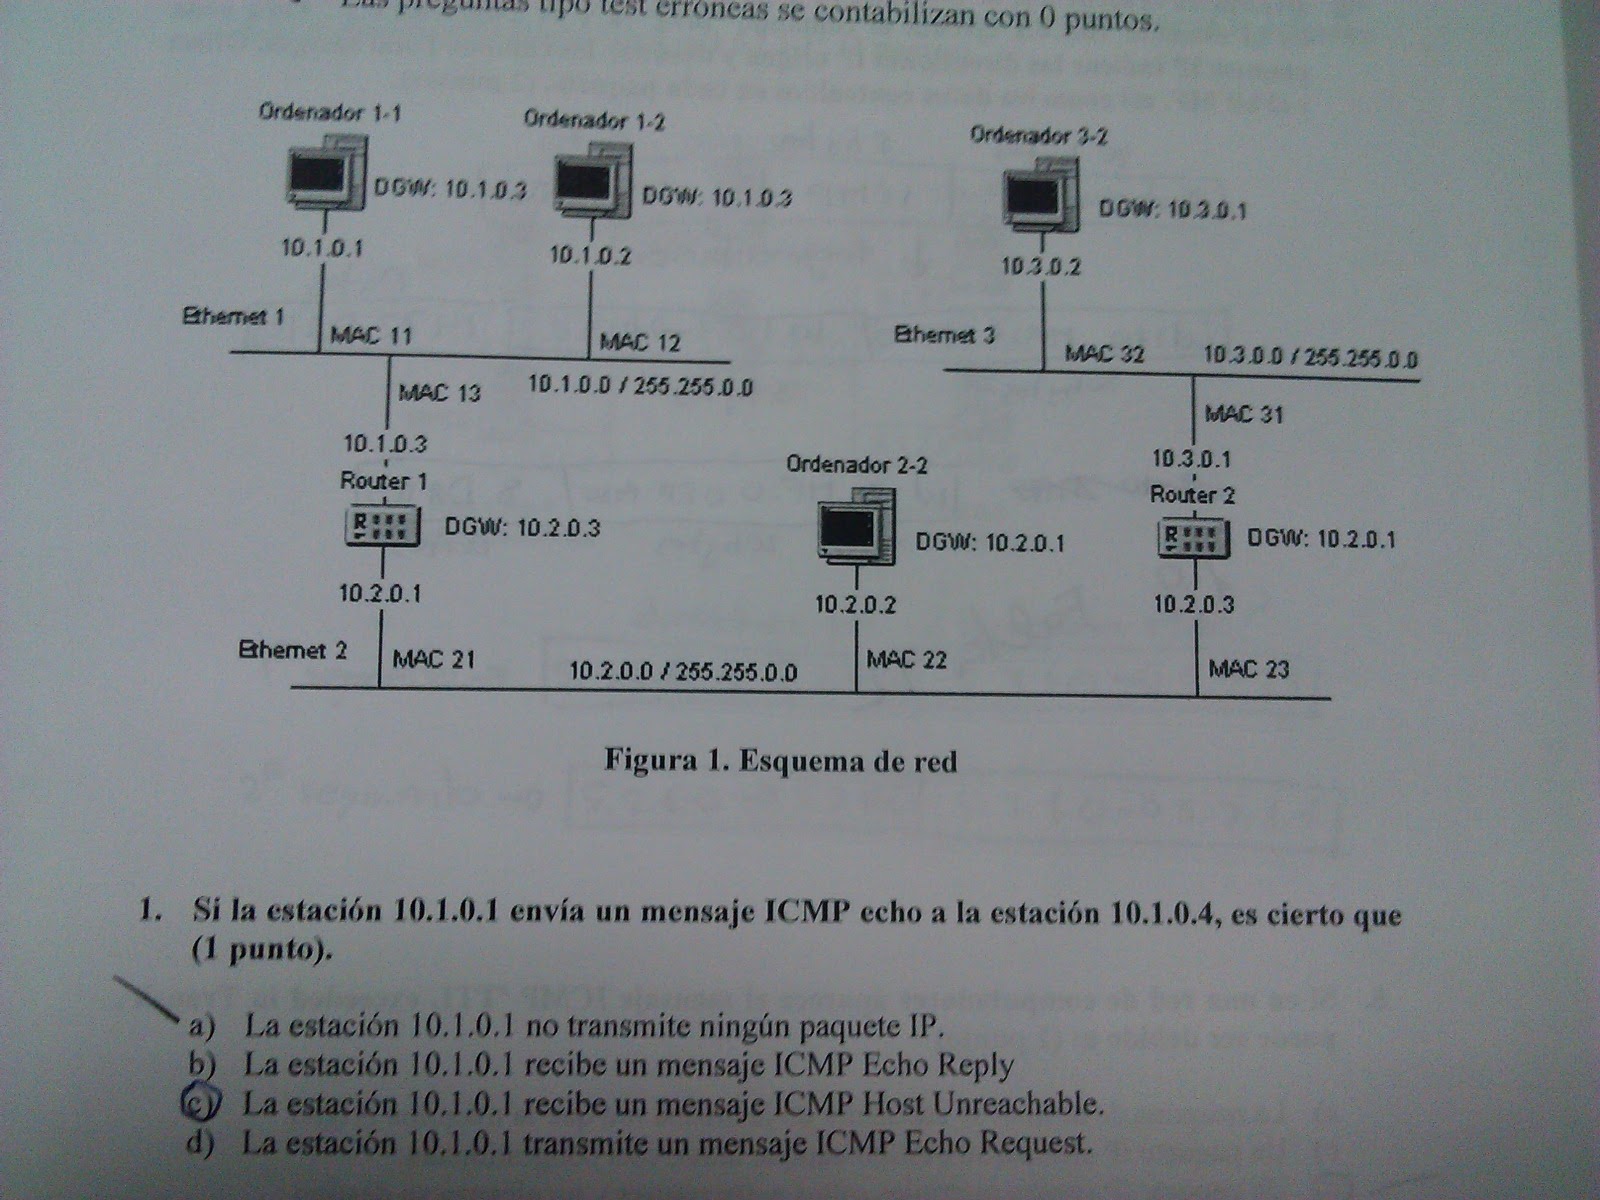 Las preguntas tipo test erróneas se contabilizan con 0 puntos.
Ordenador 1-1
Ordenador 1-2
Ordenador 3-2
DGW: 10.1.0.3
DGW: 10.1.0.3
DGW: 10.3.0.1
10.1.0.1
10.1.0.2
10.3.0.2
Ethernet 1
MAC 11
MAC 12
Ethernet 3
MAC 32
10.3.0.0 / 255.255.0.0
MAC 13
10.1.0.0 / 255.255.0.0
MAC 31
10.1.0.3
Ordenador 2-2
10.3.0.1
Router 1
Router 2
R
DGW: 10.2.0.3
DGW: 10.2.0.1
R
DGW: 10.2.0.1
10.2.0.1
10.2.0.2
10.2.0.3
Ethernet 2
MAC 21
10.2.0.0 / 255.255.0.0
MAC 22
MAC 23
Figura 1. Esquema de red
1. Si la estación 10.1.0.1 envía un mensaje ICMP echo a la estación 10.1.0.4, es cierto que
(1 punto).
a) La estación 10.1.0.1 no transmite ningún paquete IP.
b) La estación 10.1.0.1 recibe un mensaje ICMP Echo Reply
c) La estación 10.1.0.1 recibe un mensaje ICMP Host Unreachable.
d) La estación 10.1.0.1 transmite un mensaje ICMP Echo Request.